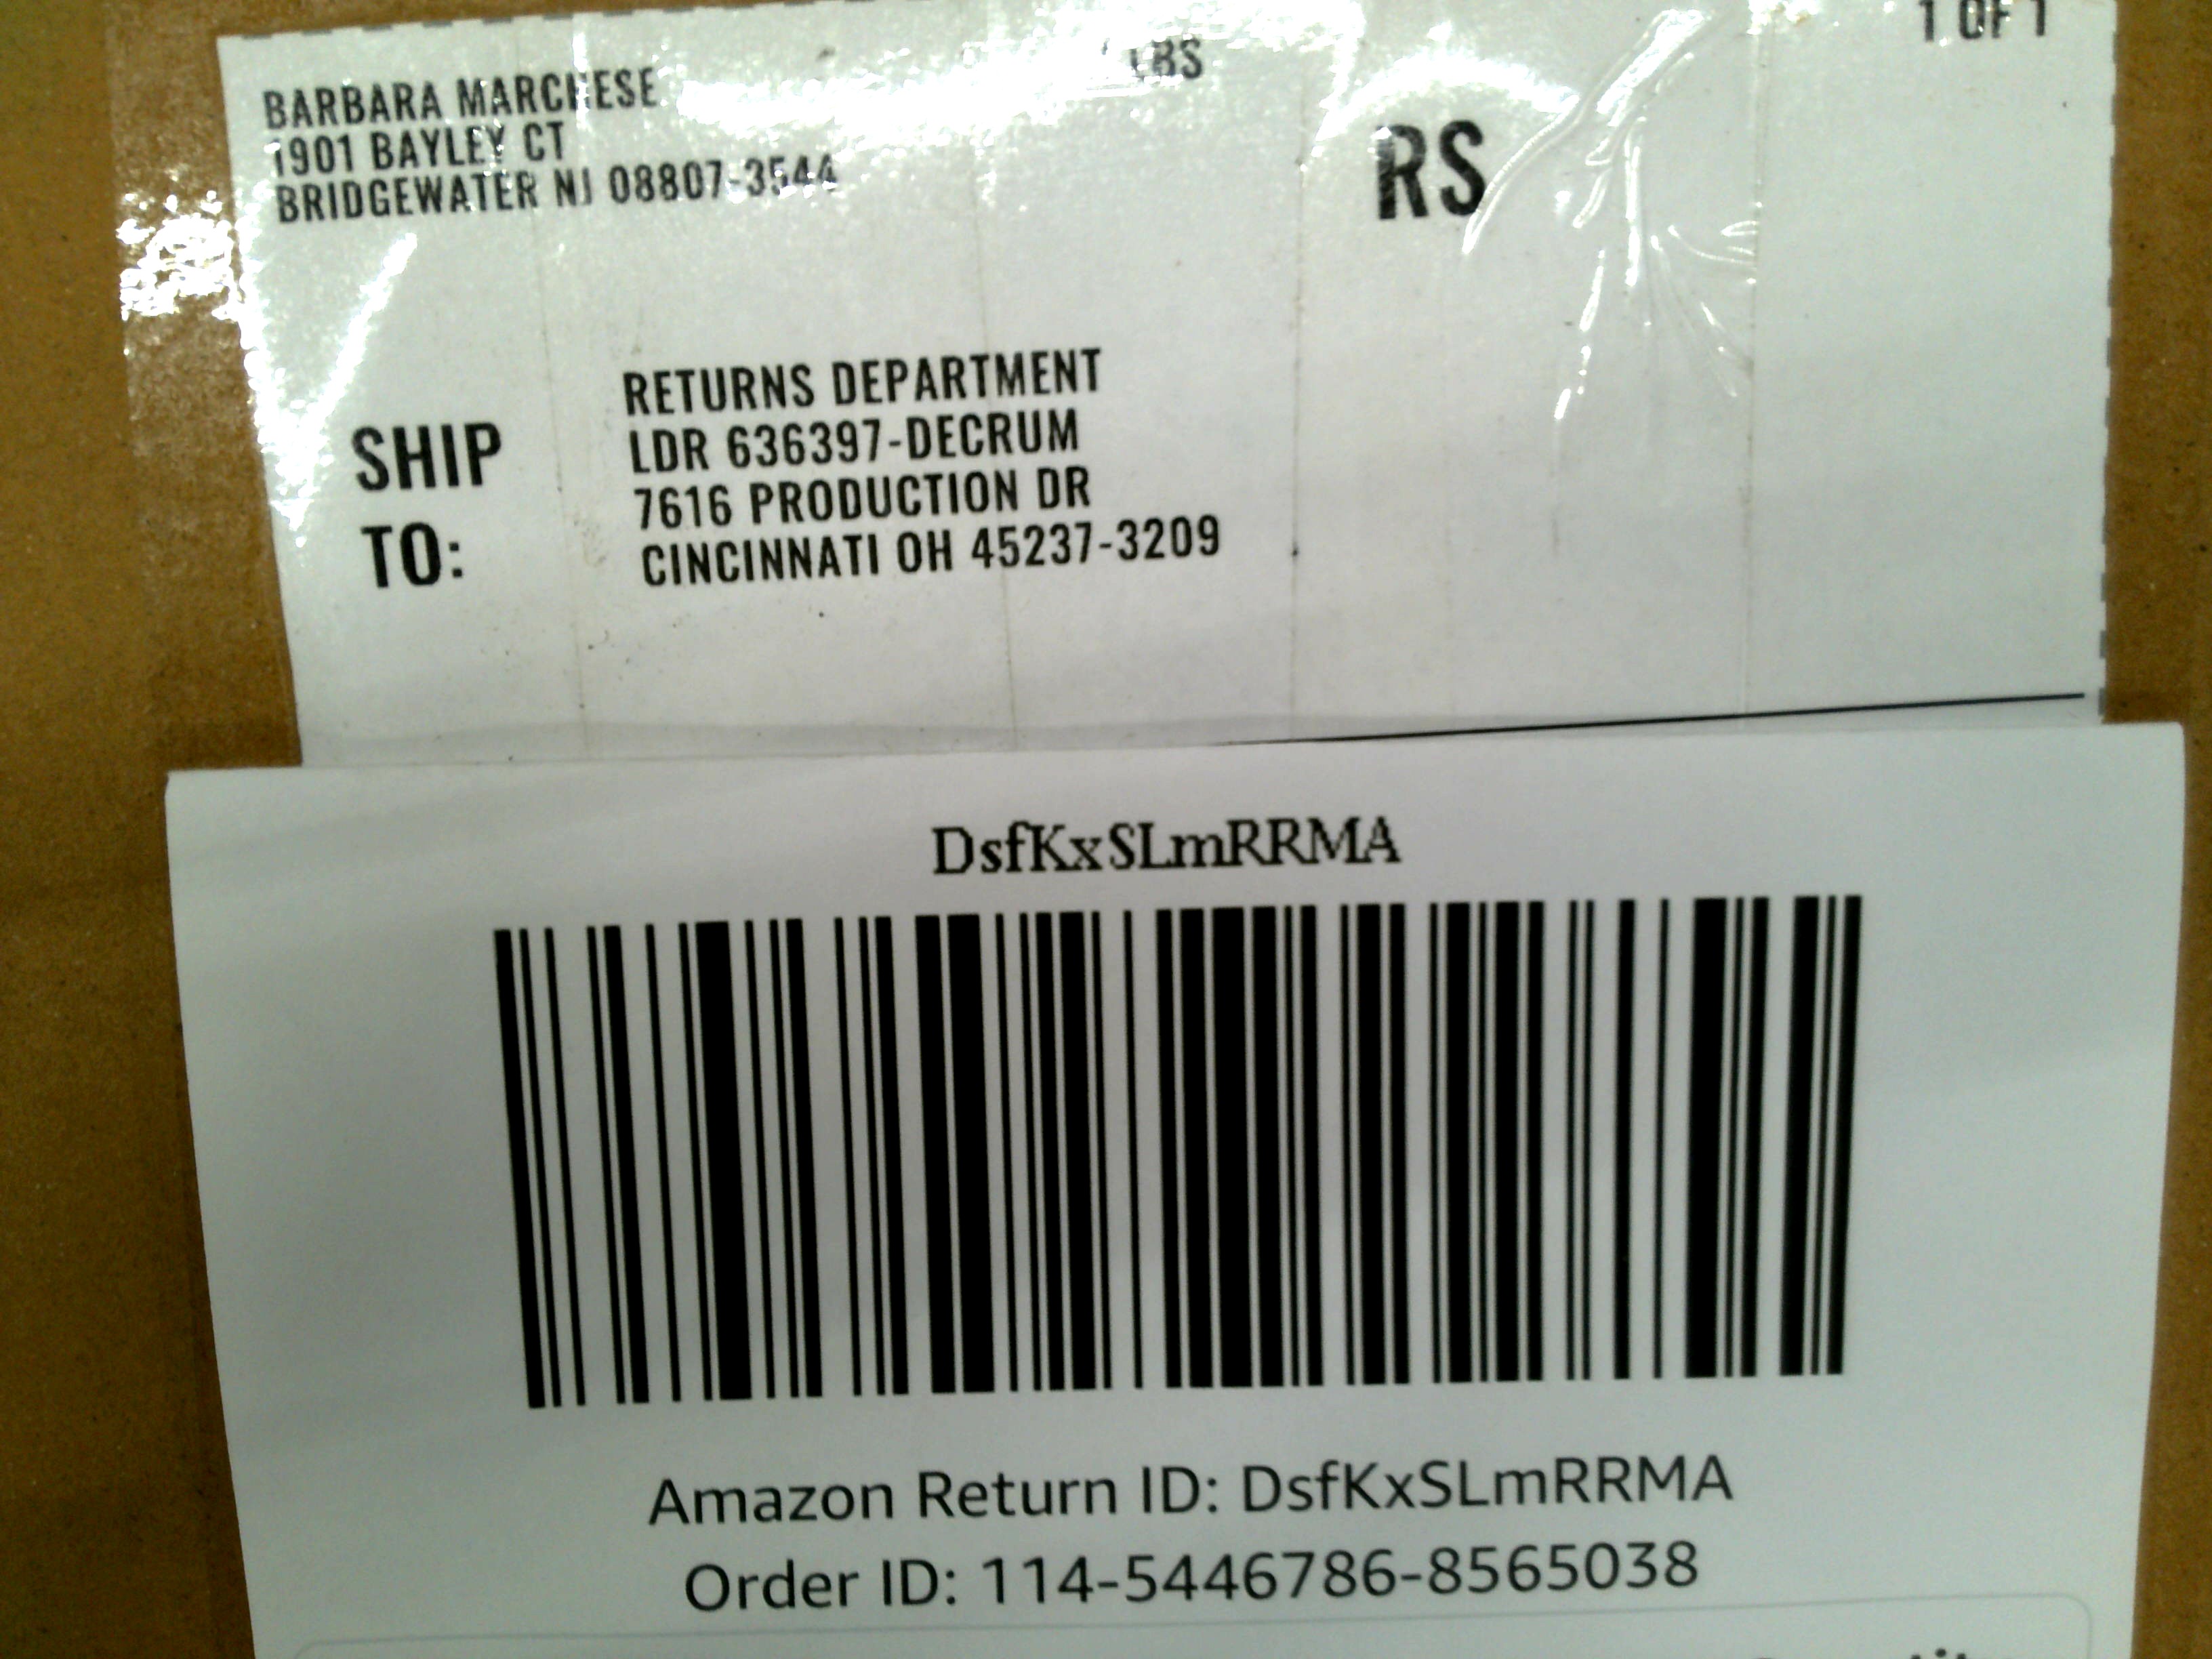 BARBARA MARCHESE
1901 BAYLEY CT
BRIDGEWATER NJ 08807-3544
LBS
1 OF 1
RS
SHIP
TO:
RETURNS DEPARTMENT
LDR 636397-DECRUM
7616 PRODUCTION DR
CINCINNATI OH 45237-3209
DsfKxSLmRRMA
Amazon Return ID: DsfKxSLmRRMA
Order ID: 114-5446786-8565038